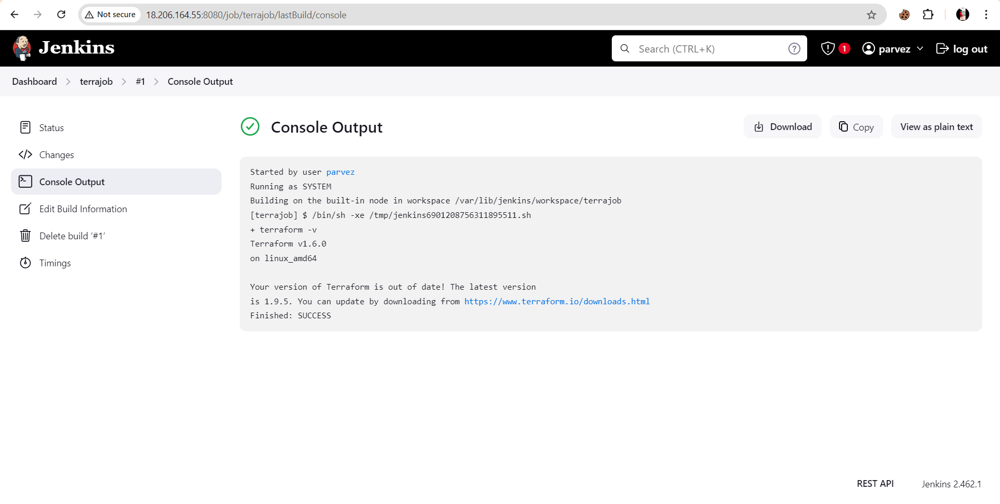 Not secure 18.206.164.55:8080/job/terrajob/lastBuild/console
Jenkins Search (CTRL+K) ? 1 parvez log out
Dashboard > terrajob > #1 > Console Output
Status
Changes
Console Output
Edit Build Information
Delete build ‘#1’
Timings
Console Output Download Copy View as plain text
Started by user parvez
Running as SYSTEM
Building on the built-in node in workspace /var/lib/jenkins/workspace/terrajob
[terrajob] $ /bin/sh -xe /tmp/jenkins6901208756311895511.sh
+ terraform -v
Terraform v1.6.0
on linux_amd64
Your version of Terraform is out of date! The latest version
is 1.9.5. You can update by downloading from https://www.terraform.io/downloads.html
Finished: SUCCESS
REST API Jenkins 2.462.1